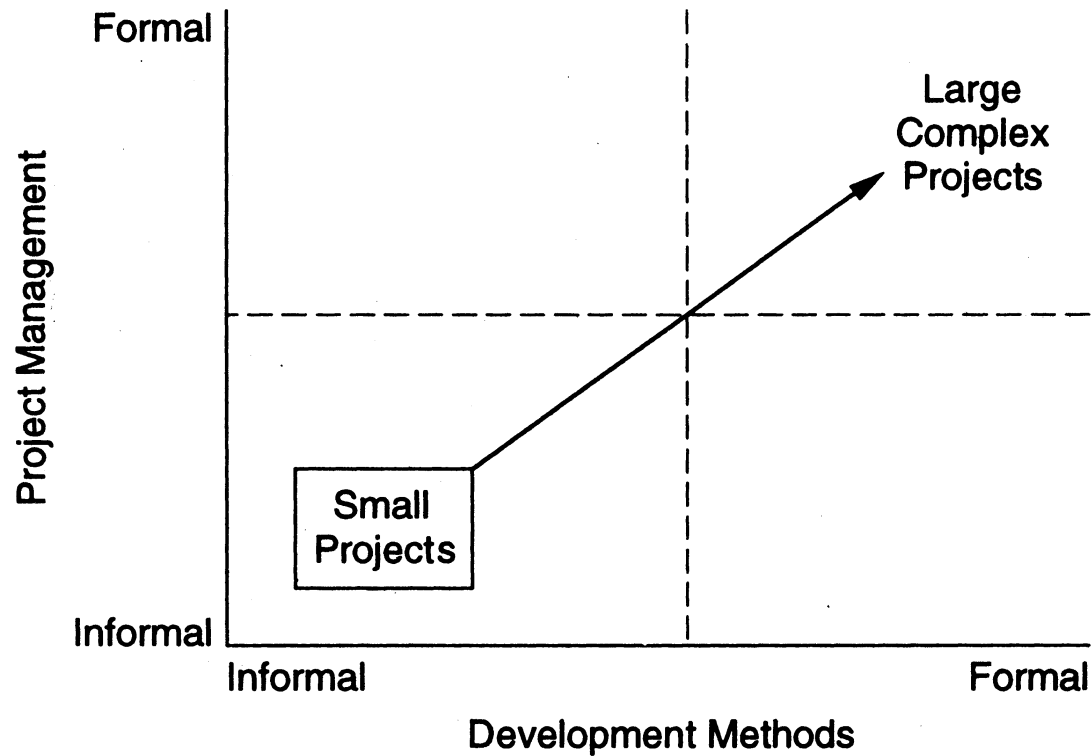 Formal
Large
Complex
Projects
Project Management
Small
Projects
Informal
Informal
Formal
Development Methods